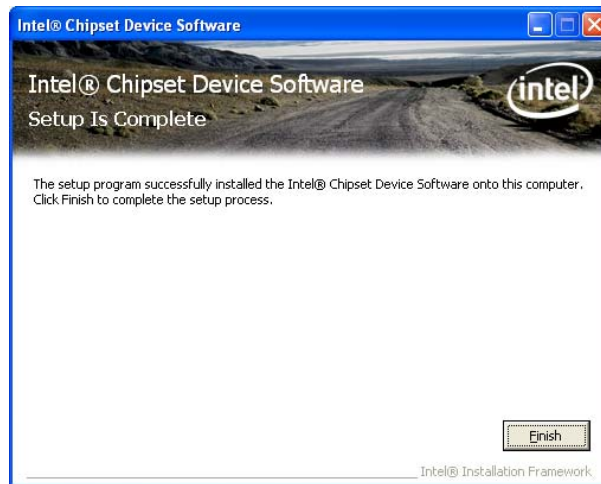 Intel® Chipset Device Software
Intel® Chipset Device Software
intel
Setup Is Complete
The setup program successfully installed the Intel® Chipset Device Software onto this computer.
Click Finish to complete the setup process.
Finish
Intel® Installation Framework